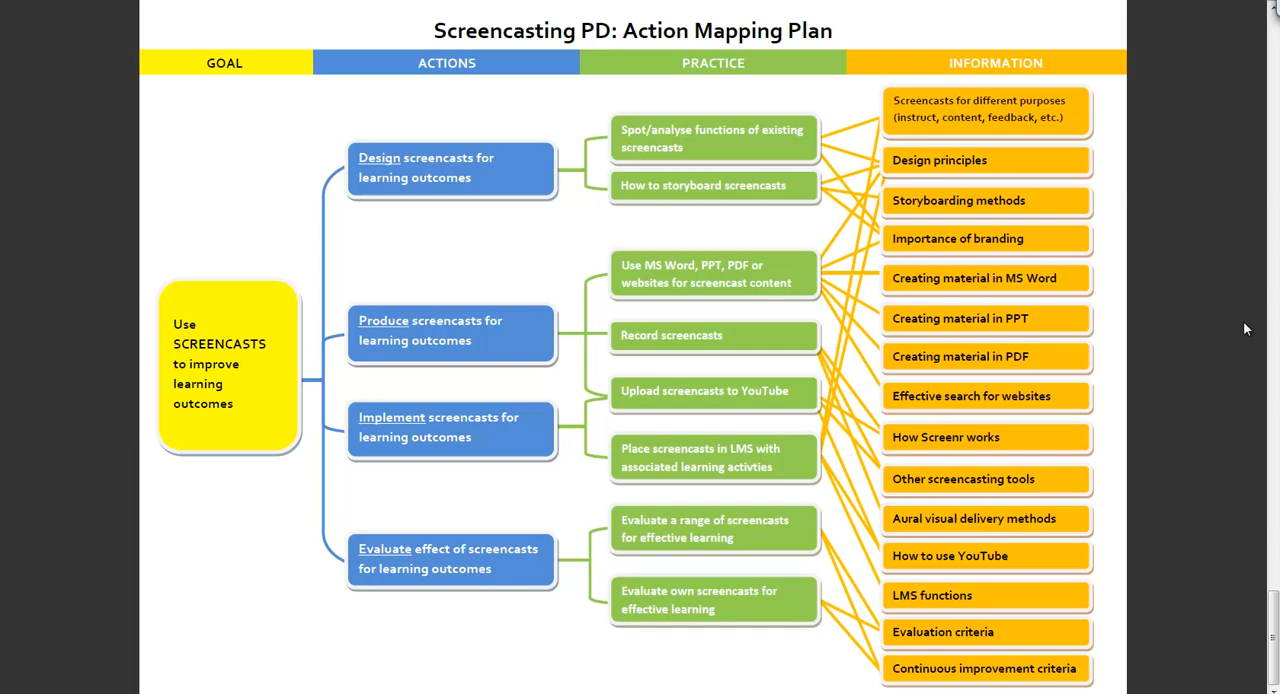 Screencasting PD: Action Mapping Plan
GOAL
ACTIONS
PRACTICE
INFORMATION
Use
SCREENCASTS
to improve
learning
outcomes
Design screencasts for
learning outcomes
Produce screencasts for
learning outcomes
Implement screencasts for
learning outcomes
Evaluate effect of screencasts
for learning outcomes
Spot/analyse functions of existing
screencasts
How to storyboard screencasts
Use MS Word, PPT, PDF or
websites for screencast content
Record screencasts
Upload screencasts to YouTube
Place screencasts in LMS with
associated learning activties
Evaluate a range of screencasts
for effective learning
Evaluate own screencasts for
effective learning
Screencasts for different purposes
(instruct, content, feedback, etc.)
Design principles
Storyboarding methods
Importance of branding
Creating material in MS Word
Creating material in PPT
Creating material in PDF
Effective search for websites
How Screenr works
Other screencasting tools
Aural visual delivery methods
How to use YouTube
LMS functions
Evaluation criteria
Continuous improvement criteria